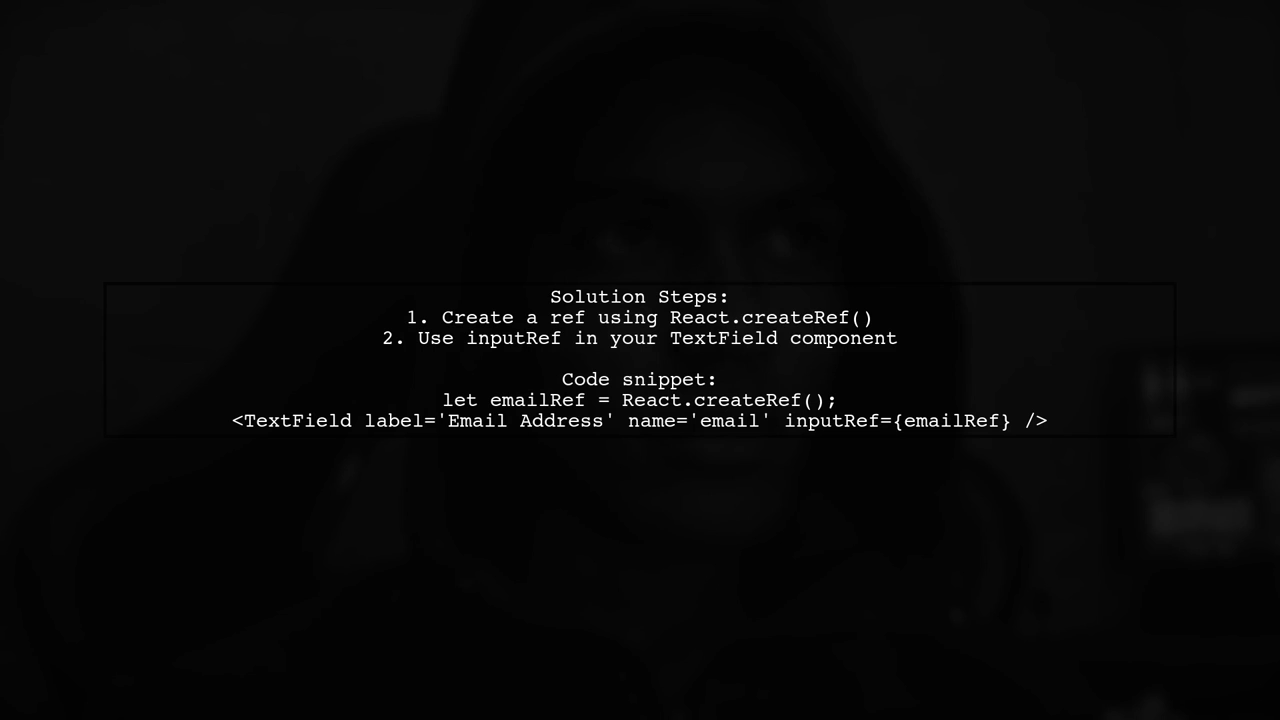 Solution Steps:
1. Create a ref using React.createRef()
2. Use inputRef in your TextField component
Code snippet:
let emailRef = React.createRef();
<TextField label='Email Address' name='email' inputRef={emailRef} />